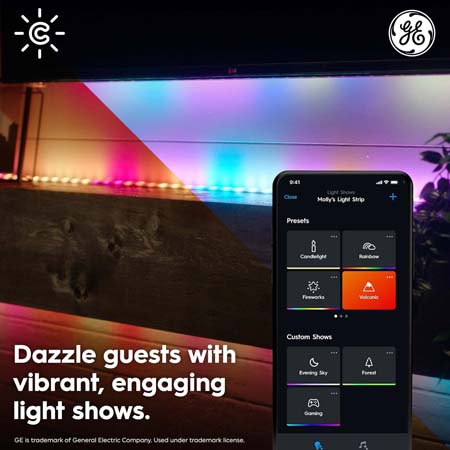 C
GE
9:41
Light Shows
Close
Molly's Light Strip
+
Presets
Candlelight
Rainbow
Fireworks
Volcanic
Custom Shows
Evening Sky
Forest
Gaming
Dazzle guests with
vibrant, engaging
light shows.
GE is trademark of General Electric Company. Used under trademark license.